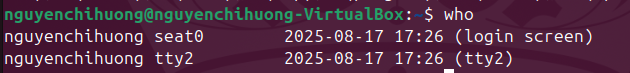 nguyenchihuong@nguyenchihuong-VirtualBox:~$ who
nguyenchihuong seat0        2025-08-17 17:26 (login screen)
nguyenchihuong tty2         2025-08-17 17:26 (tty2)